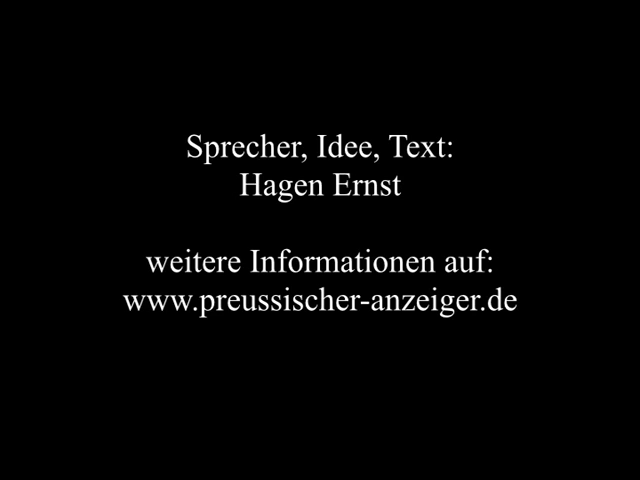 Sprecher, Idee, Text:
Hagen Ernst
weitere Informationen auf:
www.preussischer-anzeiger.de